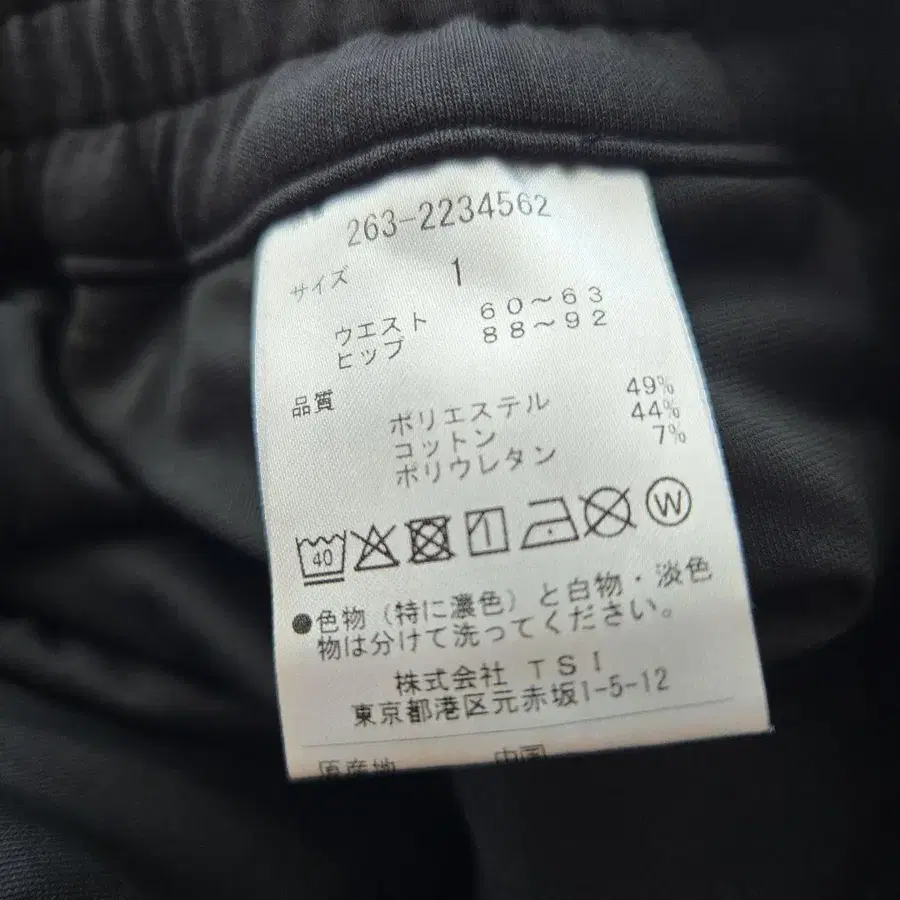 263-2234562
サイズ 1
ウエスト 60～63
ヒップ 88～92
品質
ポリエステル 49%
コットン 44%
ポリウレタン 7%
40 W
●色物（特に濃色）と白物・淡色
物は分けて洗ってください。
株式会社 TSI
東京都港区元赤坂1-5-12
原産地 中国